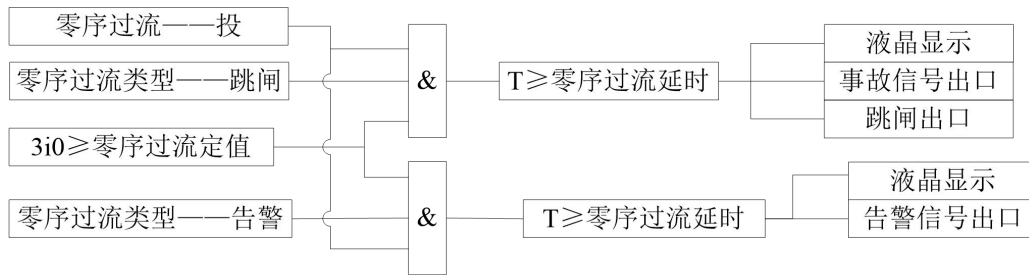 零序过流——投
零序过流类型——跳闸
3i0≥零序过流定值
零序过流类型——告警
&
&
T≥零序过流延时
T≥零序过流延时
液晶显示
事故信号出口
跳闸出口
液晶显示
告警信号出口